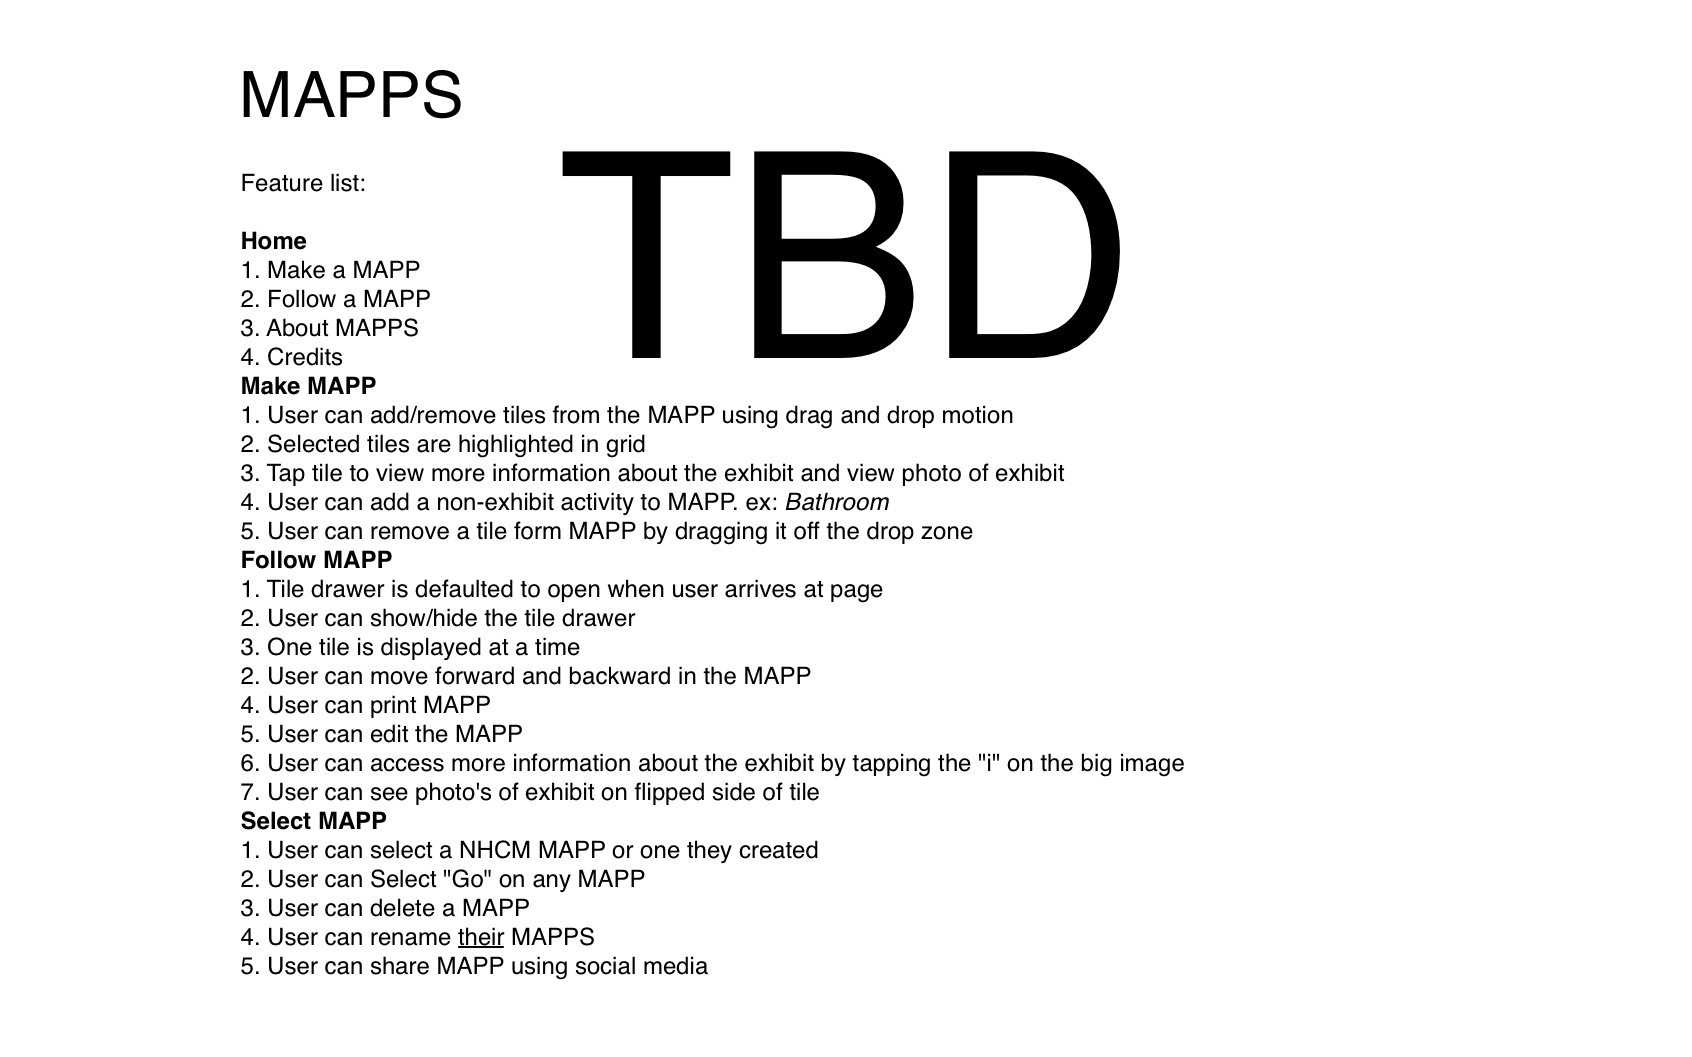 MAPPS
TBD
Feature list:
Home
1. Make a MAPP
2. Follow a MAPP
3. About MAPPS
4. Credits
Make MAPP
1. User can add/remove tiles from the MAPP using drag and drop motion
2. Selected tiles are highlighted in grid
3. Tap tile to view more information about the exhibit and view photo of exhibit
4. User can add a non-exhibit activity to MAPP. ex: Bathroom
5. User can remove a tile form MAPP by dragging it off the drop zone
Follow MAPP
1. Tile drawer is defaulted to open when user arrives at page
2. User can show/hide the tile drawer
3. One tile is displayed at a time
2. User can move forward and backward in the MAPP
4. User can print MAPP
5. User can edit the MAPP
6. User can access more information about the exhibit by tapping the "i" on the big image
7. User can see photo's of exhibit on flipped side of tile
Select MAPP
1. User can select a NHCM MAPP or one they created
2. User can Select "Go" on any MAPP
3. User can delete a MAPP
4. User can rename their MAPPS
5. User can share MAPP using social media